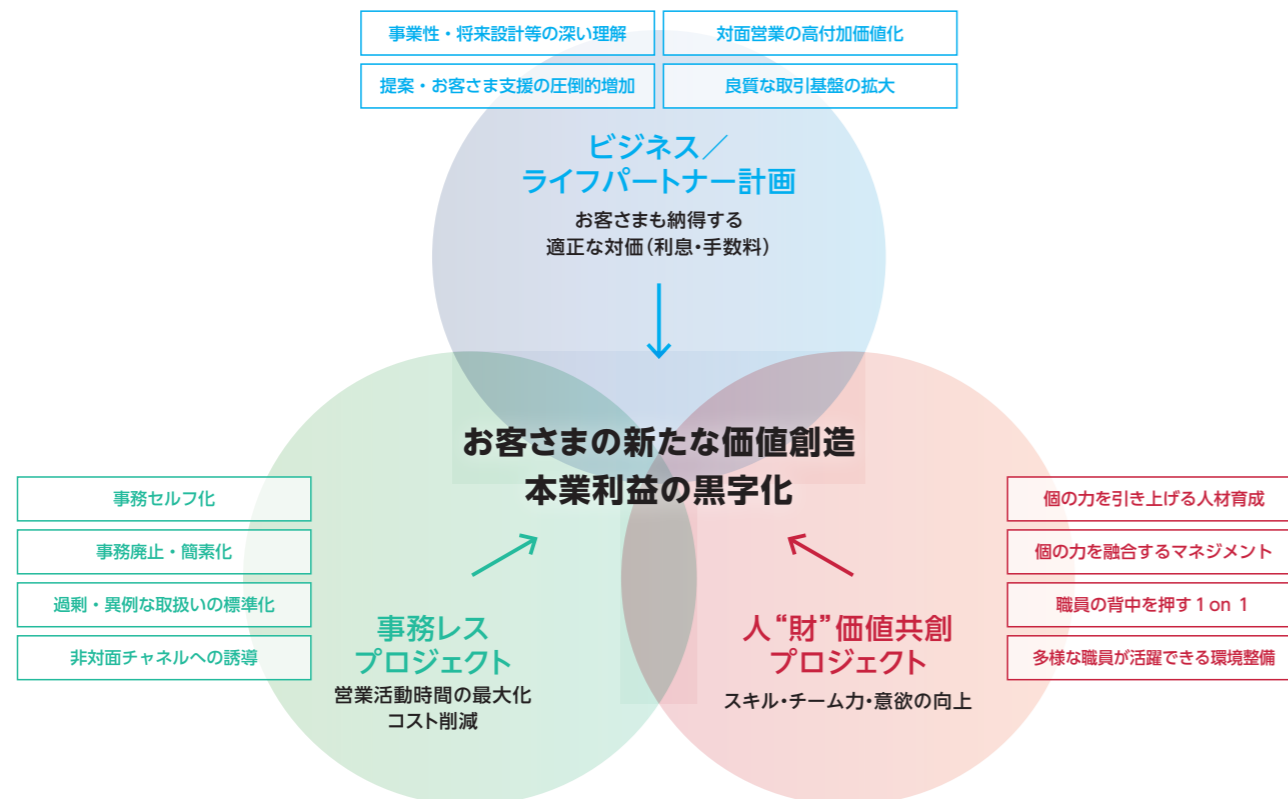 事業性・将来設計等の深い理解
対面営業の高付加価値化
提案・お客さま支援の圧倒的増加
良質な取引基盤の拡大
ビジネス／
ライフパートナー計画
お客さまも納得する
適正な対価(利息・手数料)
お客さまの新たな価値創造
本業利益の黒字化
事務セルフ化
事務廃止・簡素化
過剰・異例な取扱いの標準化
非対面チャネルへの誘導
事務レス
プロジェクト
営業活動時間の最大化
コスト削減
個の力を引き上げる人材育成
個の力を融合するマネジメント
職員の背中を押す1 on 1
多様な職員が活躍できる環境整備
人“財”価値共創
プロジェクト
スキル・チーム力・意欲の向上